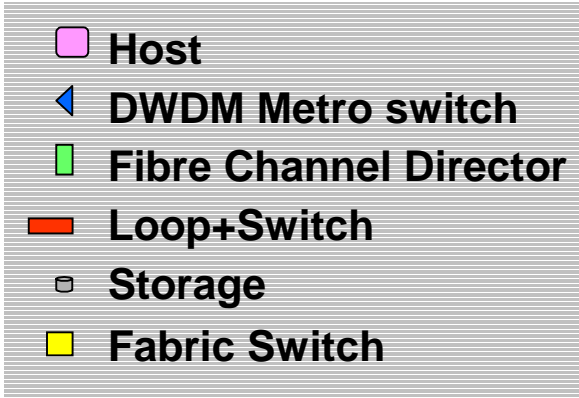 Host
DWDM Metro switch
Fibre Channel Director
Loop+Switch
Storage
Fabric Switch